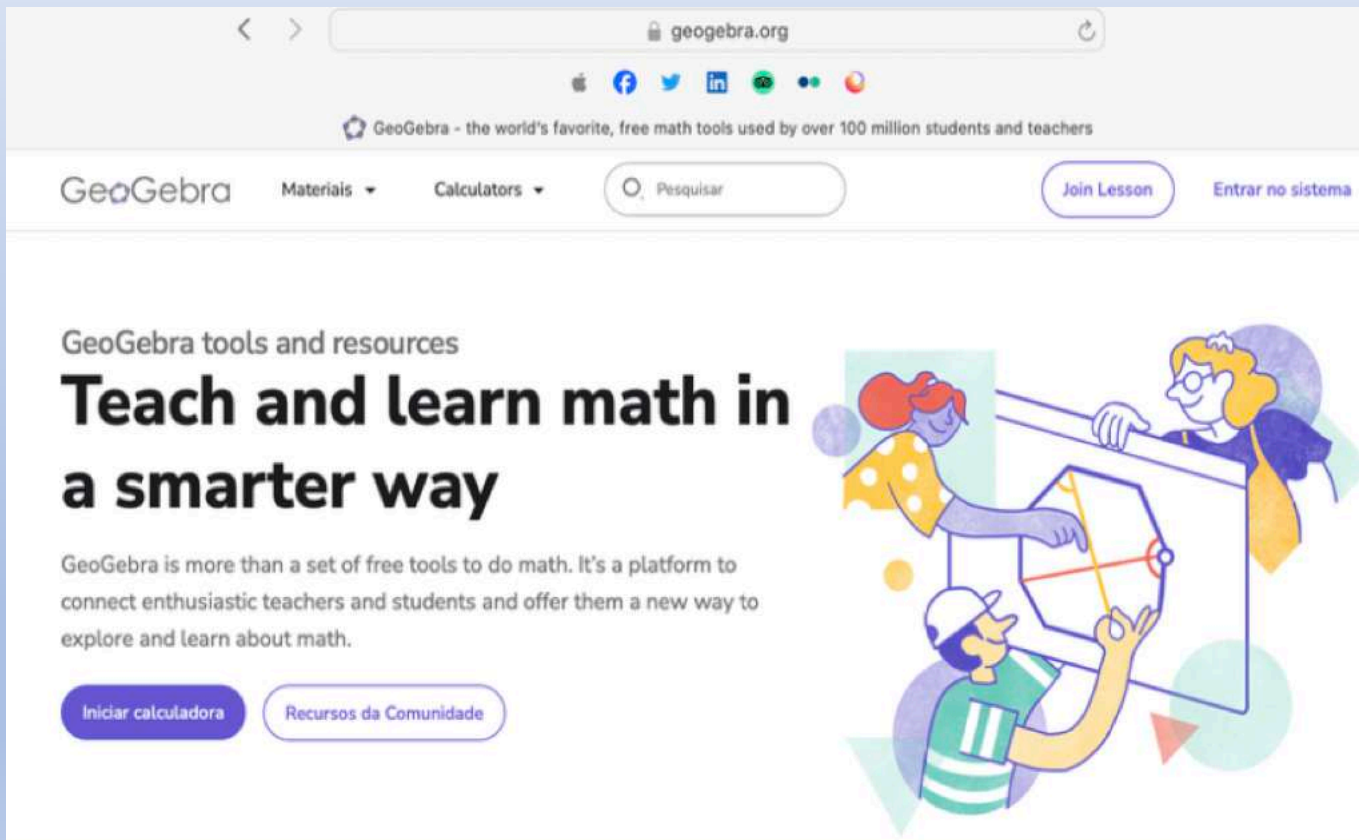 geogebra.org
GeoGebra - the world's favorite, free math tools used by over 100 million students and teachers
GeoGebra Materiais Calculators Pesquisar Join Lesson Entrar no sistema
GeoGebra tools and resources
Teach and learn math in
a smarter way
GeoGebra is more than a set of free tools to do math. It's a platform to
connect enthusiastic teachers and students and offer them a new way to
explore and learn about math.
Iniciar calculadora Recursos da Comunidade